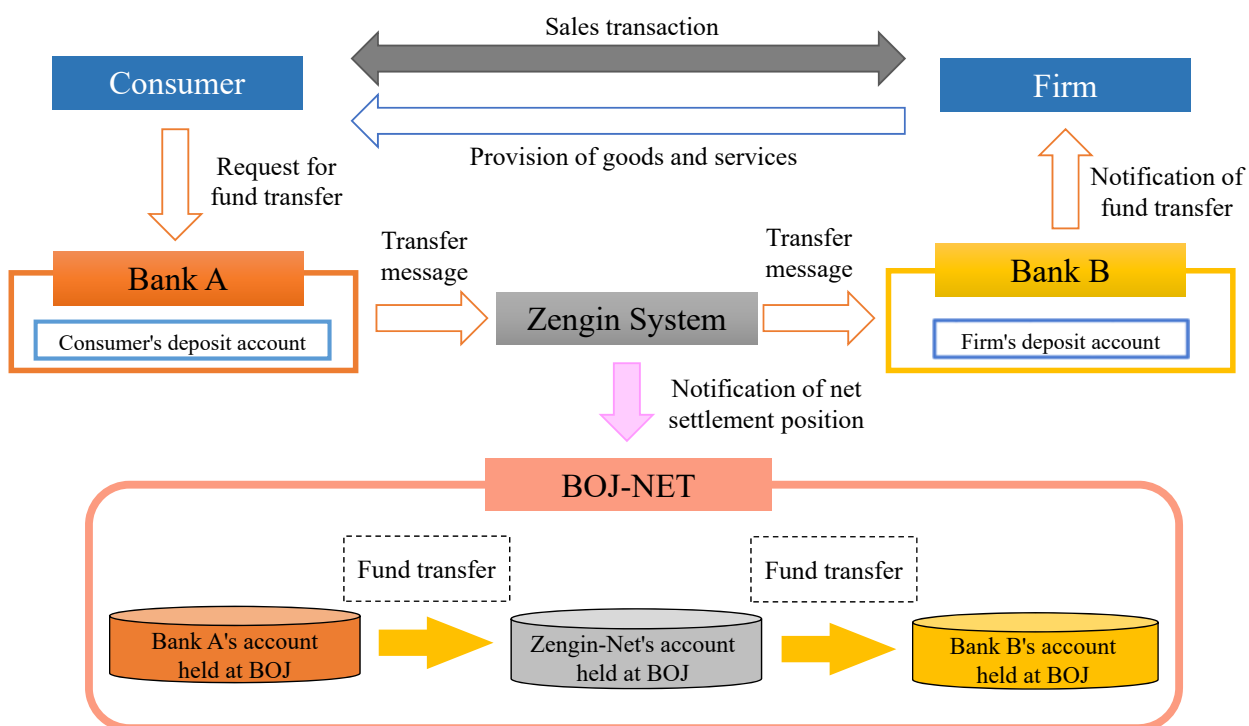 Sales transaction
Consumer
Firm
Provision of goods and services
Request for
fund transfer
Notification of
fund transfer
Transfer
message
Transfer
message
Bank A
Bank B
Zengin System
Consumer's deposit account
Firm's deposit account
Notification of net
settlement position
BOJ-NET
Fund transfer
Fund transfer
Bank A's account
held at BOJ
Zengin-Net's account
held at BOJ
Bank B's account
held at BOJ